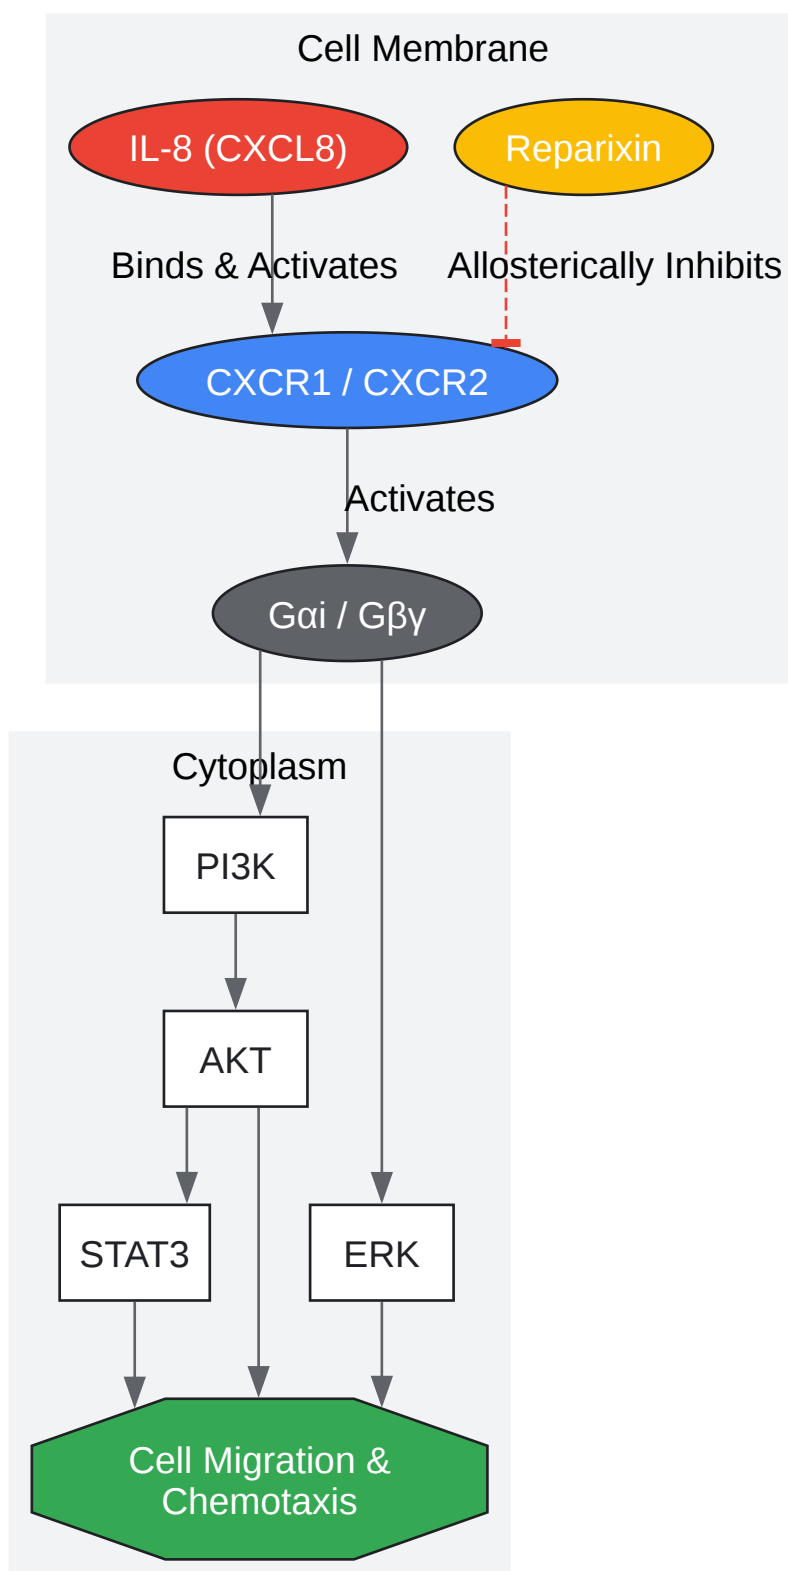 Cell Membrane
IL-8 (CXCL8)
Reparixin
Binds & Activates
Allosterically Inhibits
CXCR1 / CXCR2
Activates
Gαi / Gβγ
Cytoplasm
PI3K
AKT
STAT3
ERK
Cell Migration &
Chemotaxis